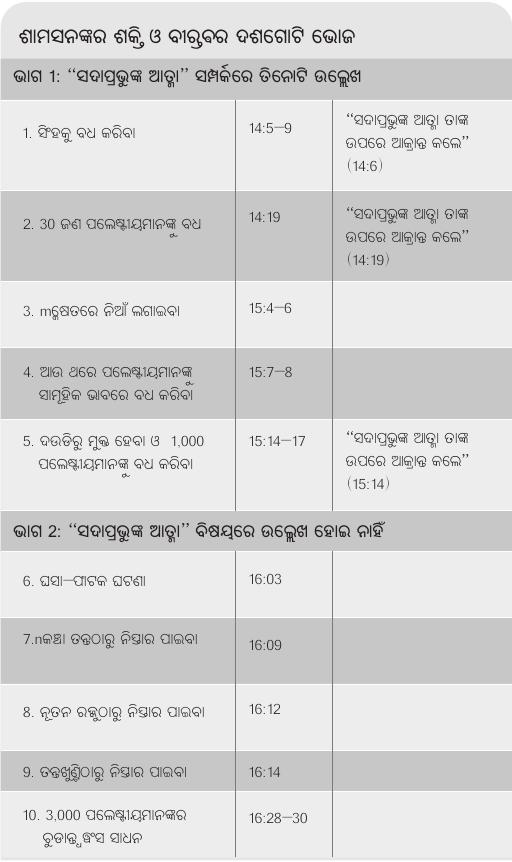 ଶାମସନଙ୍କର ଶକ୍ତି ଓ ବୀରତ୍ଵର ଦଶଗୋଟି ଭୋଜ
ଭାଗ 1: “ସଦାପ୍ରଭୁଙ୍କ ଆତ୍ମା” ସମ୍ପର୍କରେ ତିନୋଟି ଉଲ୍ଲେଖ
1. ସିଂହକୁ ବଧ କରିବା
14:5–9
“ସଦାପ୍ରଭୁଙ୍କ ଆତ୍ମା ତାଙ୍କ
ଉପରେ ଆକ୍ରାନ୍ତ କଲେ”
(14:6)
2. 30 ଜଣ ପଲେଷ୍ଟୀୟମାନଙ୍କୁ ବଧ
14:19
“ସଦାପ୍ରଭୁଙ୍କ ଆତ୍ମା ତାଙ୍କ
ଉପରେ ଆକ୍ରାନ୍ତ କଲେ”
(14:19)
3. ନିଆଁ ଲଗାଇବା
15:4–6
4. ଆଉ ଥରେ ପଲେଷ୍ଟୀୟମାନଙ୍କୁ
ସାମୂହିକ ଭାବରେ ବଧ କରିବା
15:7–8
5. ଦଉଡିରୁ ମୁକ୍ତ ହେବା ଓ 1,000
ପଲେଷ୍ଟୀୟମାନଙ୍କୁ ବଧ କରିବା
15:14–17
“ସଦାପ୍ରଭୁଙ୍କ ଆତ୍ମା ତାଙ୍କ
ଉପରେ ଆକ୍ରାନ୍ତ କଲେ”
(15:14)
ଭାଗ 2: “ସଦାପ୍ରଭୁଙ୍କ ଆତ୍ମା” ବିଷୟରେ ଉଲ୍ଲେଖ ହୋଇ ନାହିଁ
6. ଘସା–ପୀଟକ ଘଟଣା
16:03
7.nକଞ୍ଚା ତନ୍ତଠାରୁ ନିସ୍ତାର ପାଇବା
16:09
8. ନୂତନ ରଜ୍ଜୁଠାରୁ ନିସ୍ତାର ପାଇବା
16:12
9. ତନ୍ତଖୁଣ୍ଟିଠାରୁ ନିସ୍ତାର ପାଇବା
16:14
10. 3,000 ପଲେଷ୍ଟୀୟମାନଙ୍କର
ସାଧନ
16:28–30